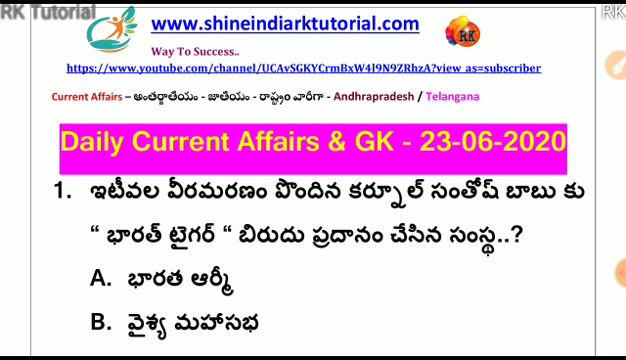 RK Tutorial
RK
www.shineindiarktutorial.com
RK
Way To Success..
https://www.youtube.com/channel/UCAvSGKYCrmBxW4l9N9ZRhzA?view_as=subscriber
Current Affairs – అంతర్జాతీయం - జాతీయం - రాష్ట్రం వారీగా - Andhrapradesh / Telangana
Daily Current Affairs & GK - 23-06-2020
1. ఇటీవల వీరమరణం పొందిన కర్నూల్ సంతోష్ బాబు కు
“ భారత్ టైగర్ “ బిరుదు ప్రదానం చేసిన సంస్థ..?
A. భారత ఆర్మీ
B. వైశ్య మహాసభ